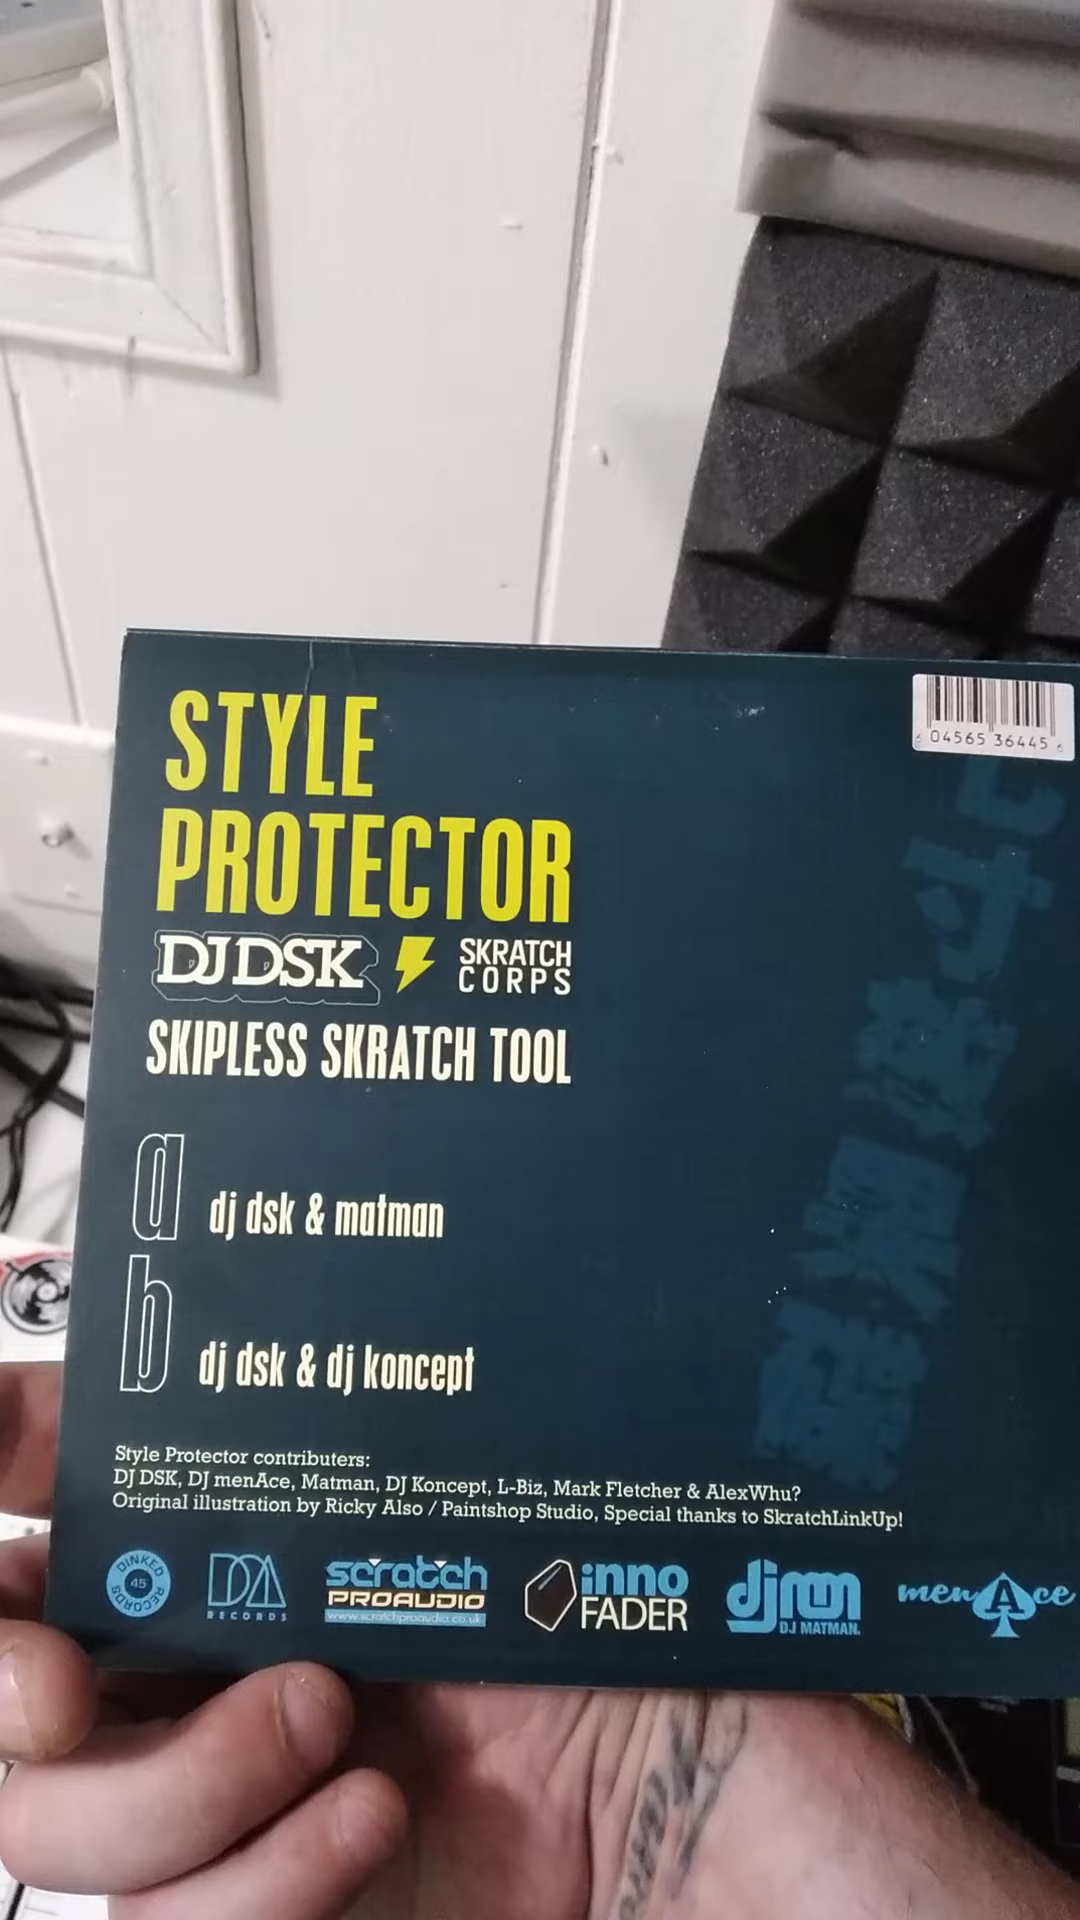 6 04565 36445 6
STYLE
PROTECTOR
DJ DSK
SKRATCH
CORPS
SKIPLESS SKRATCH TOOL
a dj dsk & matman
b dj dsk & dj koncept
Style Protector contributers:
DJ DSK, DJ menAce, Matman, DJ Koncept, L-Biz, Mark Fletcher & AlexWhu?
Original illustration by Ricky Also / Paintshop Studio, Special thanks to SkratchLinkUp!
DINKED
45
RECORDS
RECORDS
scratch
PROAUDIO
www.scratchproaudio.co.uk
inno
FADER
djmm
DJ MATMAN.
menAce